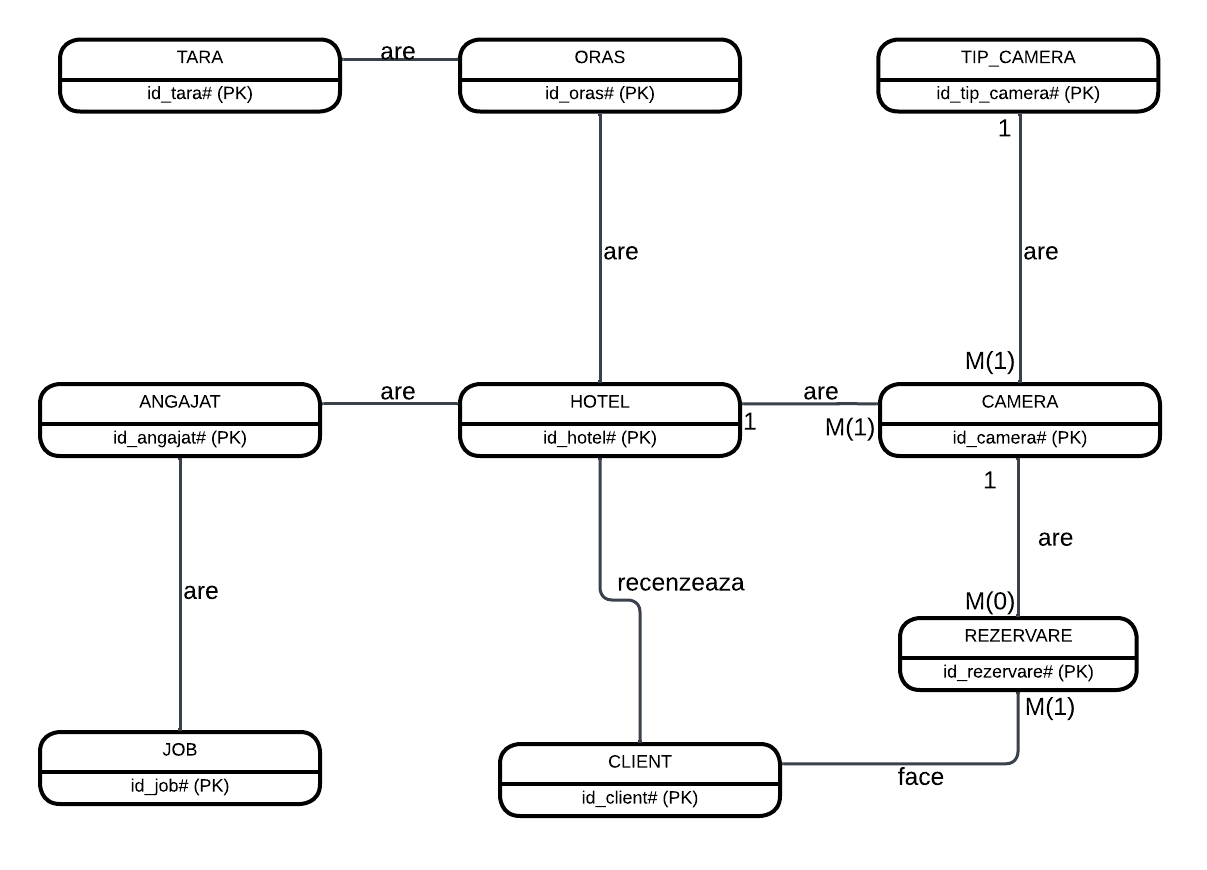 TARA
id_tara# (PK)
are
ORAS
id_oras# (PK)
TIP_CAMERA
id_tip_camera# (PK)
1
are
are
M(1)
ANGAJAT
id_angajat# (PK)
are
HOTEL
id_hotel# (PK)
are
1
M(1)
CAMERA
id_camera# (PK)
1
are
are
recenzeaza
M(0)
REZERVARE
id_rezervare# (PK)
M(1)
JOB
id_job# (PK)
CLIENT
id_client# (PK)
face